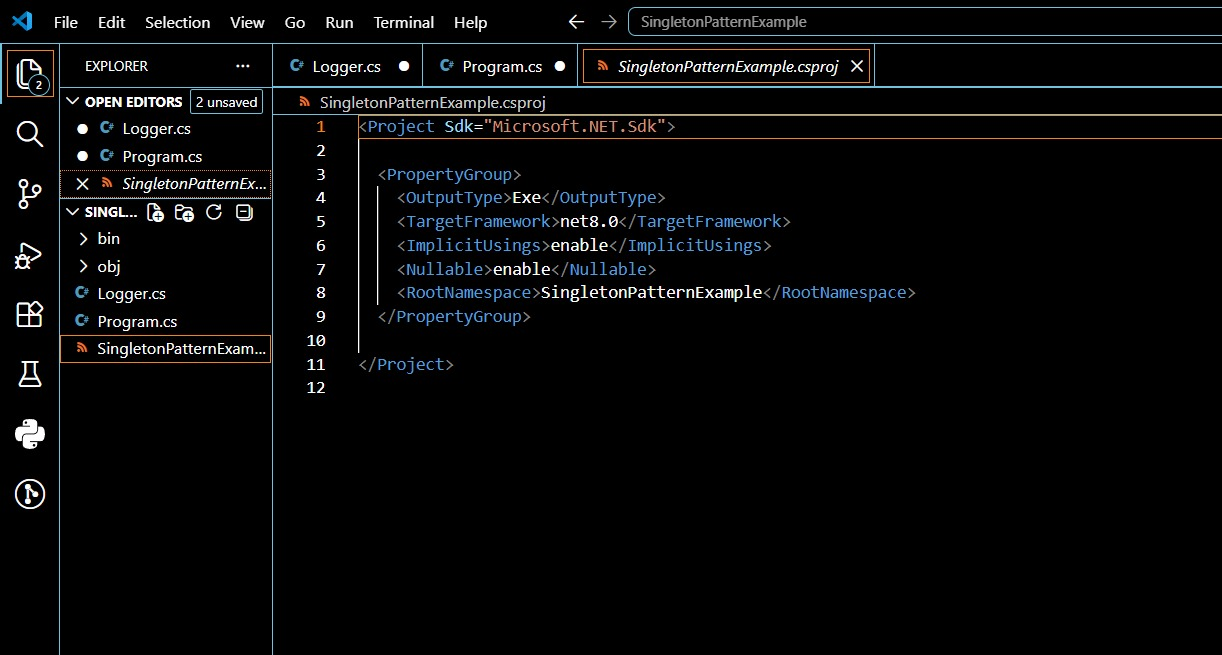 File Edit Selection View Go Run Terminal Help SingletonPatternExample
2
EXPLORER ...
OPEN EDITORS 2 unsaved
C# Logger.cs
C# Program.cs
SingletonPatternEx...
SINGL...
bin
obj
C# Logger.cs
C# Program.cs
SingletonPatternExam...
C# Logger.cs C# Program.cs SingletonPatternExample.csproj
SingletonPatternExample.csproj
1 <Project Sdk="Microsoft.NET.Sdk">
2
3 <PropertyGroup>
4 <OutputType>Exe</OutputType>
5 <TargetFramework>net8.0</TargetFramework>
6 <ImplicitUsings>enable</ImplicitUsings>
7 <Nullable>enable</Nullable>
8 <RootNamespace>SingletonPatternExample</RootNamespace>
9 </PropertyGroup>
10
11 </Project>
12